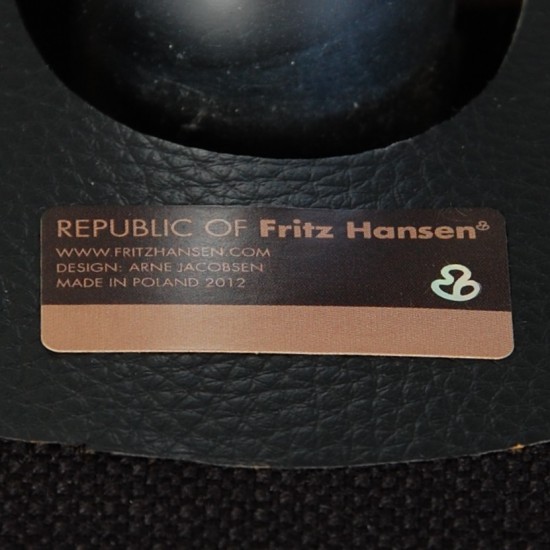 REPUBLIC OF Fritz Hansen
WWW.FRITZHANSEN.COM
DESIGN: ARNE JACOBSEN
MADE IN POLAND 2012